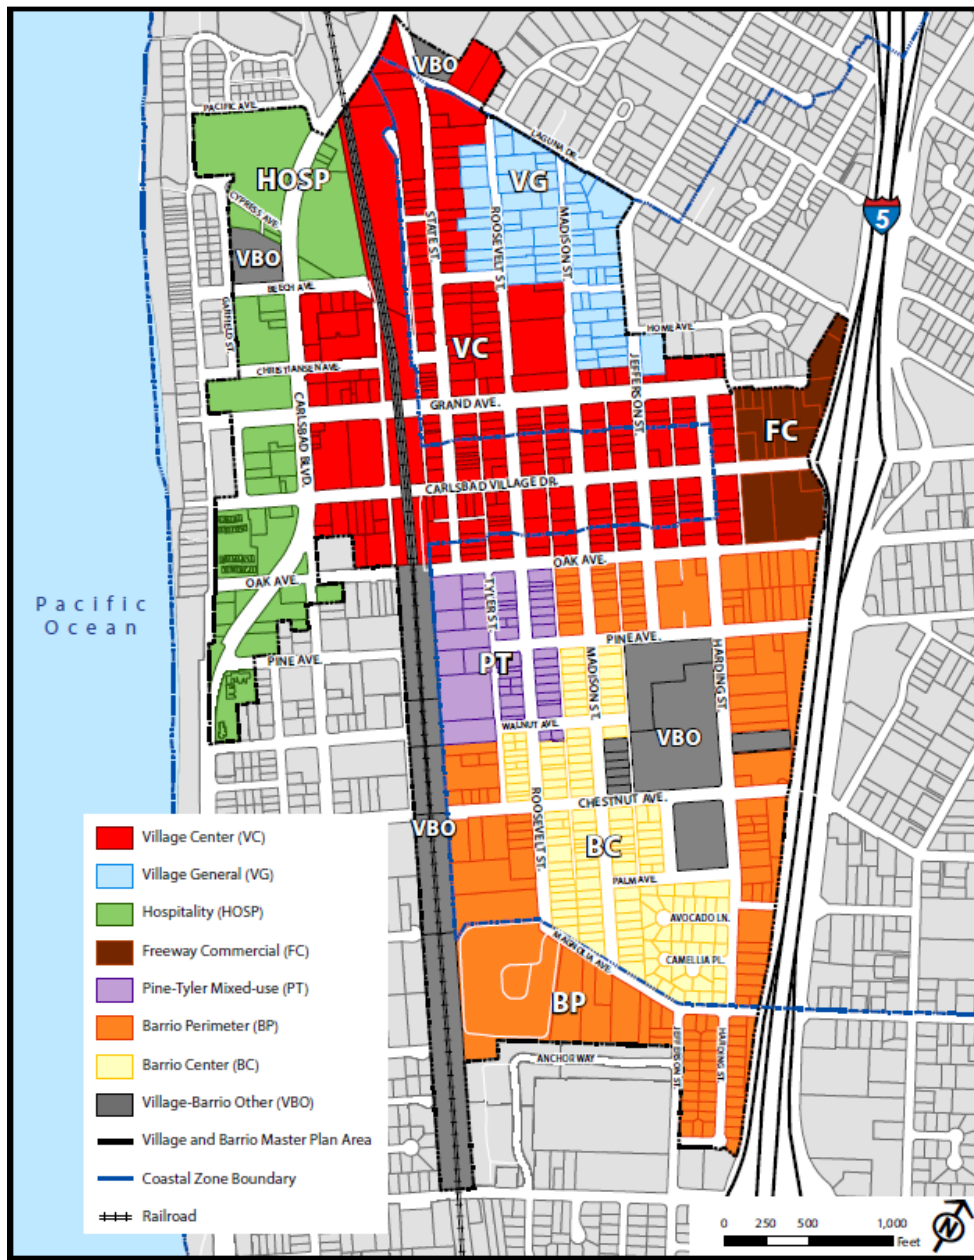 VBO
PACIFIC AVE.
LAGUNA DR.
HOSP
VG
CYPRESS AVE.
STATE ST.
ROOSEVELT ST.
MADISON ST.
5
VBO
BEECH AVE.
GARFIELD ST.
HOME AVE.
VC
JEFFERSON ST.
CHRISTIANSEN AVE.
CARLSBAD BLVD.
GRAND AVE.
FC
CARLSBAD VILLAGE DR.
OAK AVE.
OAK AVE.
TYLER ST.
Pacific
Ocean
PINE AVE.
PINE AVE.
PT
MADISON ST.
HARDING ST.
WALNUT AVE.
VBO
ROOSEVELT ST.
CHESTNUT AVE.
VBO
BC
PALM AVE.
AVOCADO LN.
MAGNOLIA AVE.
CAMELLIA PL.
BP
JEFFERSON ST.
HARDING ST.
ANCHOR WAY
Village Center (VC)
Village General (VG)
Hospitality (HOSP)
Freeway Commercial (FC)
Pine-Tyler Mixed-use (PT)
Barrio Perimeter (BP)
Barrio Center (BC)
Village-Barrio Other (VBO)
Village and Barrio Master Plan Area
Coastal Zone Boundary
Railroad
0 250 500 1,000
Feet
N